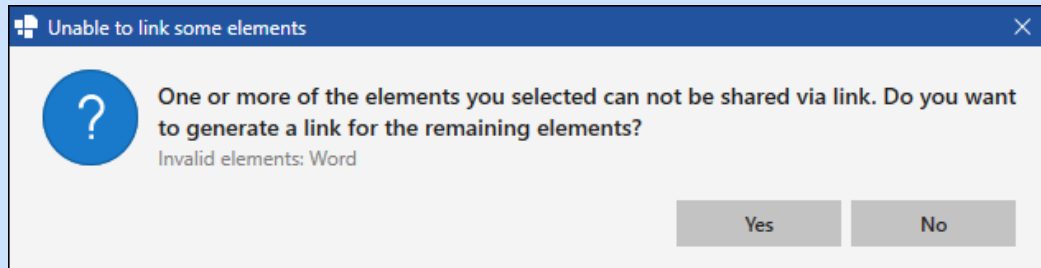 Unable to link some elements
One or more of the elements you selected can not be shared via link. Do you want
to generate a link for the remaining elements?
Invalid elements: Word
Yes No